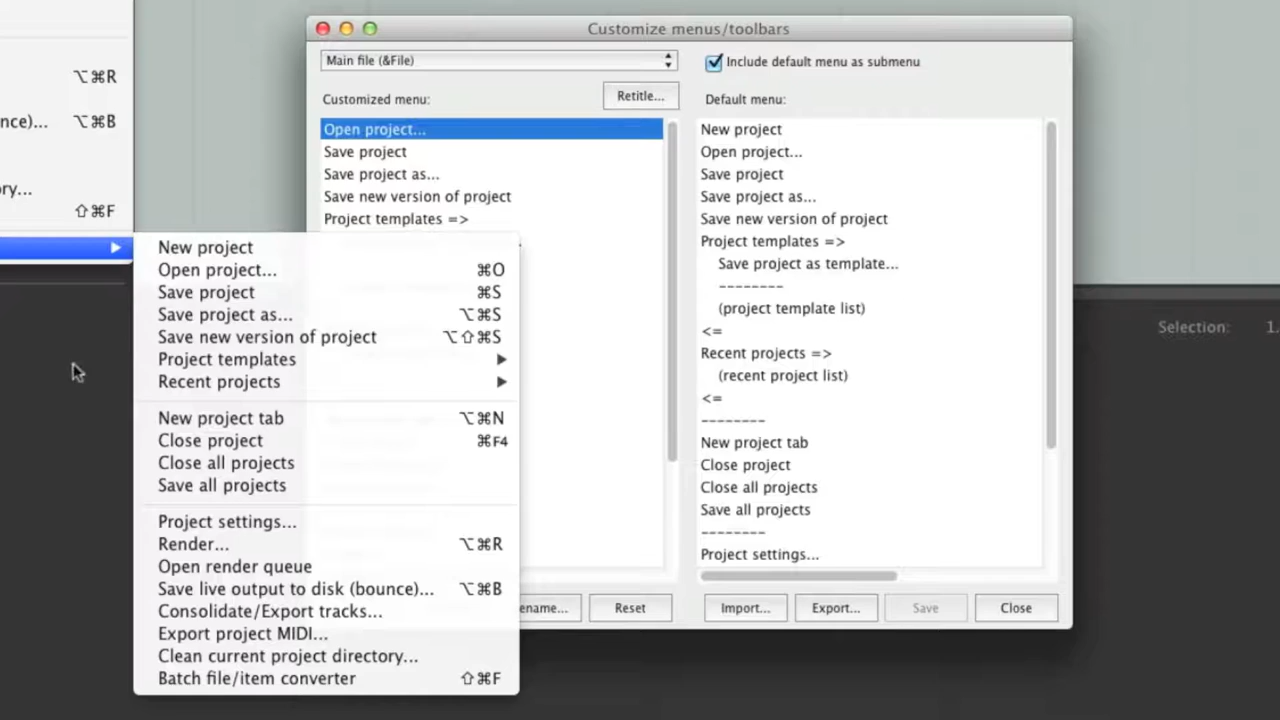 ⌥⌘R
nce)... ⌥⌘B
ory...
⇧⌘F
Customize menus/toolbars
Main file (&File)
Include default menu as submenu
Customized menu:
Retitle...
Default menu:
Open project...
Save project
Save project as...
Save new version of project
Project templates =>
New project
Open project...
Save project
Save project as...
Save new version of project
Project templates =>
Save project as template...
--------
(project template list)
<=
Recent projects =>
(recent project list)
<=
--------
New project tab
Close project
Close all projects
Save all projects
--------
Project settings...
New project
Open project... ⌘O
Save project ⌘S
Save project as... ⌥⌘S
Save new version of project ⌥⇧⌘S
Project templates
Recent projects
New project tab ⌥⌘N
Close project ⌘F4
Close all projects
Save all projects
Project settings...
Render... ⌥⌘R
Open render queue
Save live output to disk (bounce)... ⌥⌘B
Consolidate/Export tracks...
Export project MIDI...
Clean current project directory...
Batch file/item converter ⇧⌘F
ename...
Reset
Import...
Export...
Save
Close
Selection: 1.